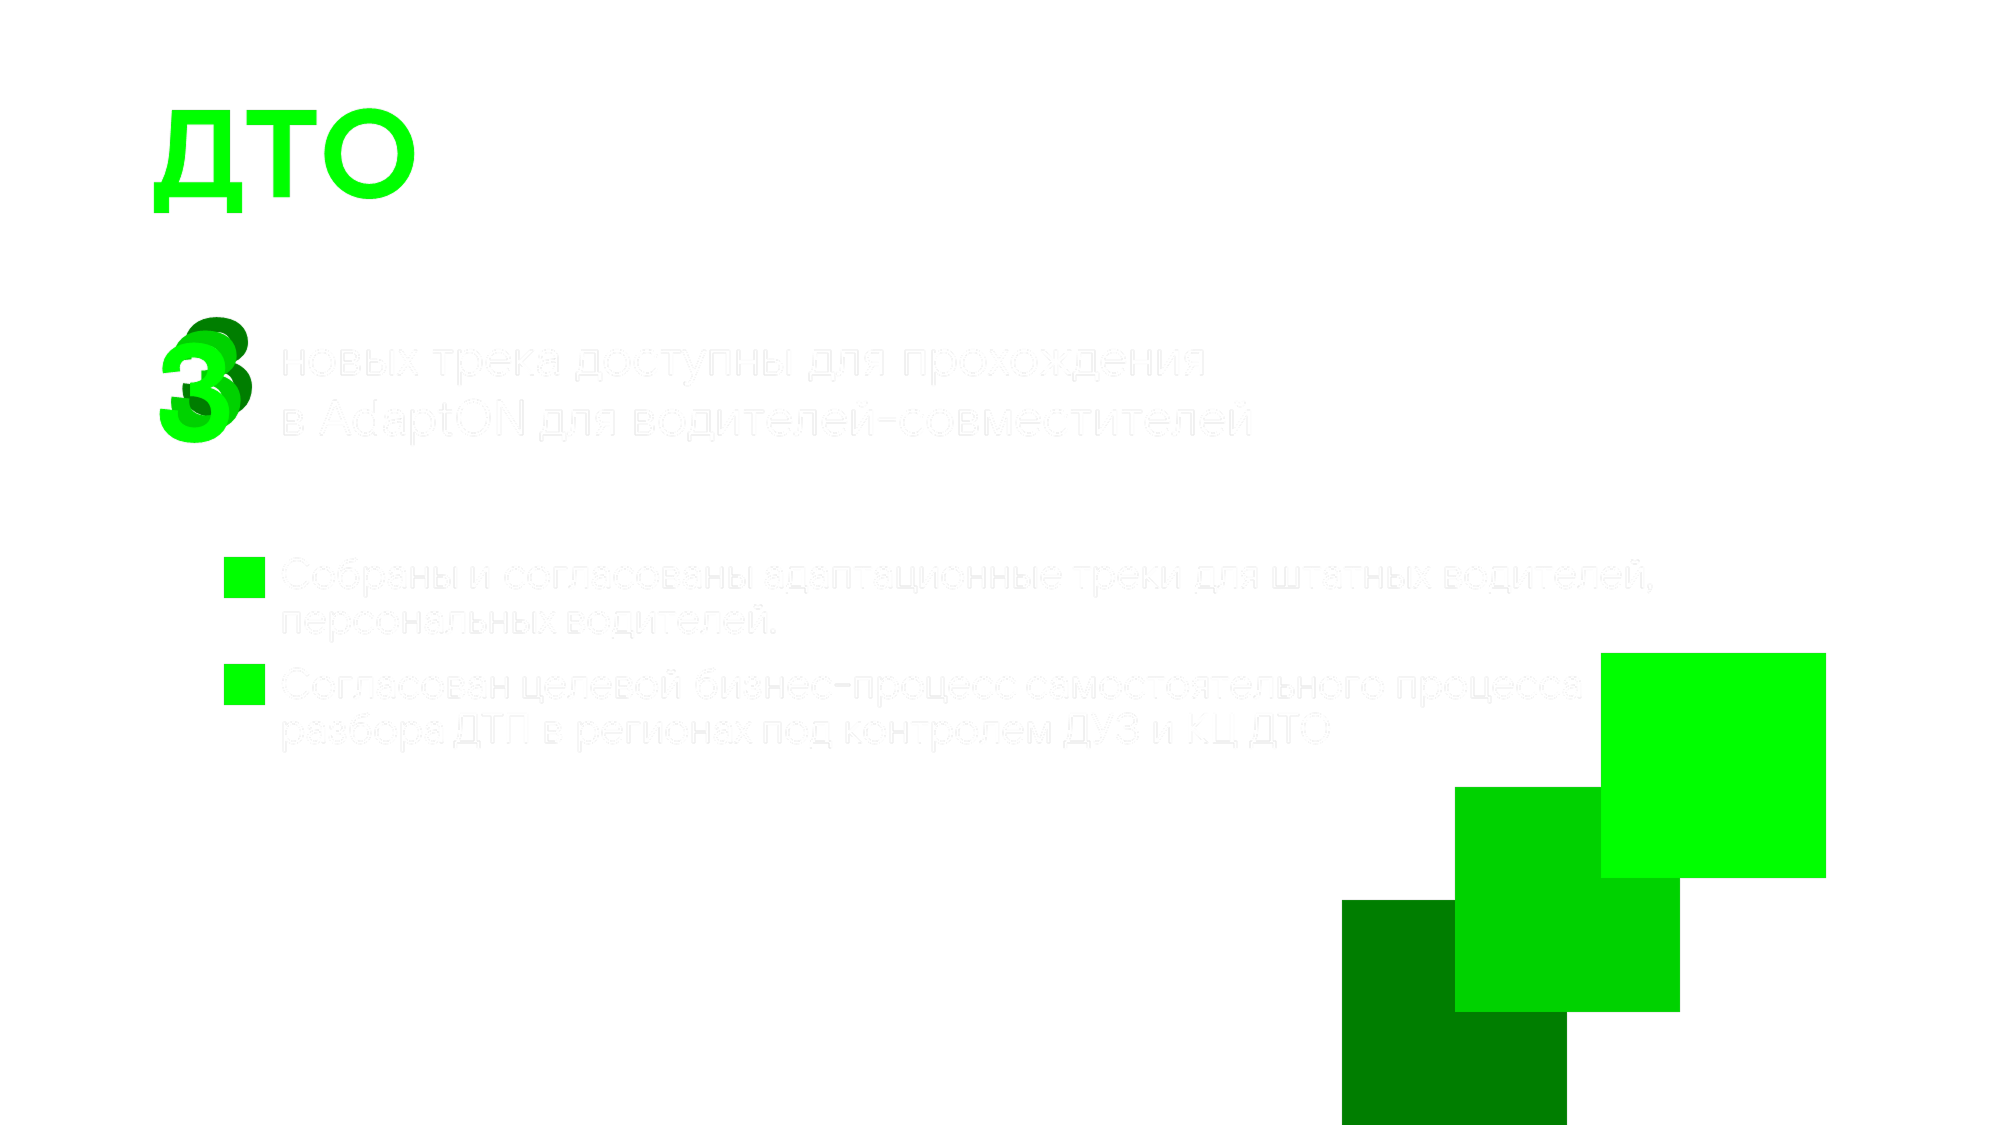 ДТО
3
новых трека доступны для прохождения
в AdaptON для водителей-совместителей
Собраны и согласованы адаптационные треки для штатных водителей,
персональных водителей.
Согласован целевой бизнес-процесс самостоятельного процесса
разбора ДТП в регионах под контролем ДУЗ и КЦ ДТО